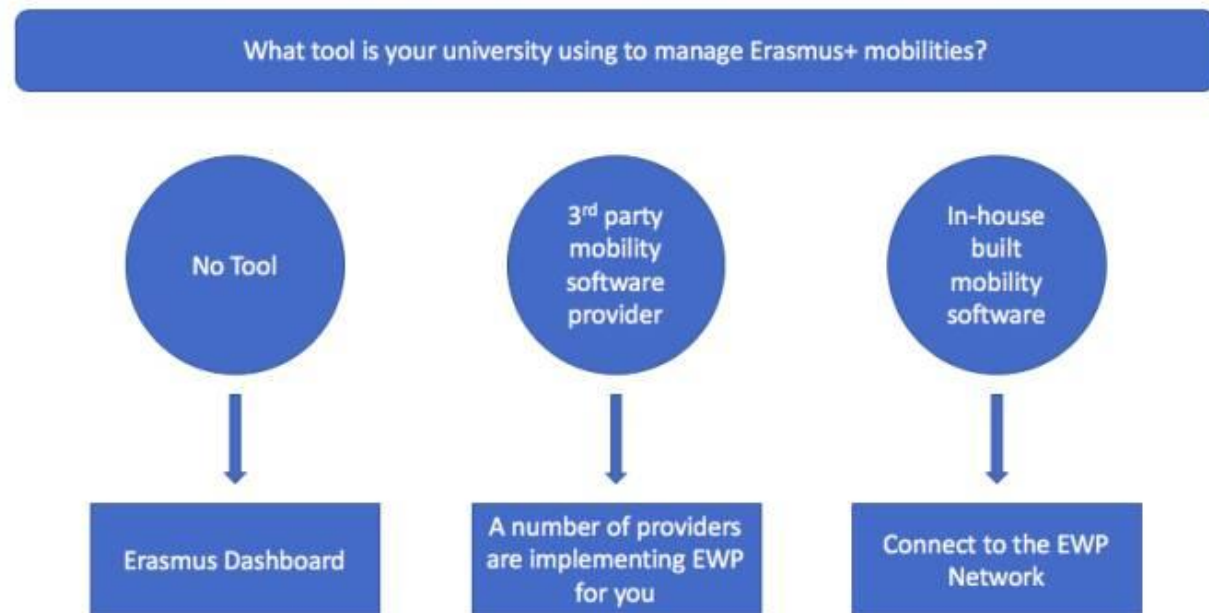 What tool is your university using to manage Erasmus+ mobilities?
No Tool
3rd party
mobility
software
provider
In-house
built
mobility
software
Erasmus Dashboard
A number of providers
are implementing EWP
for you
Connect to the EWP
Network